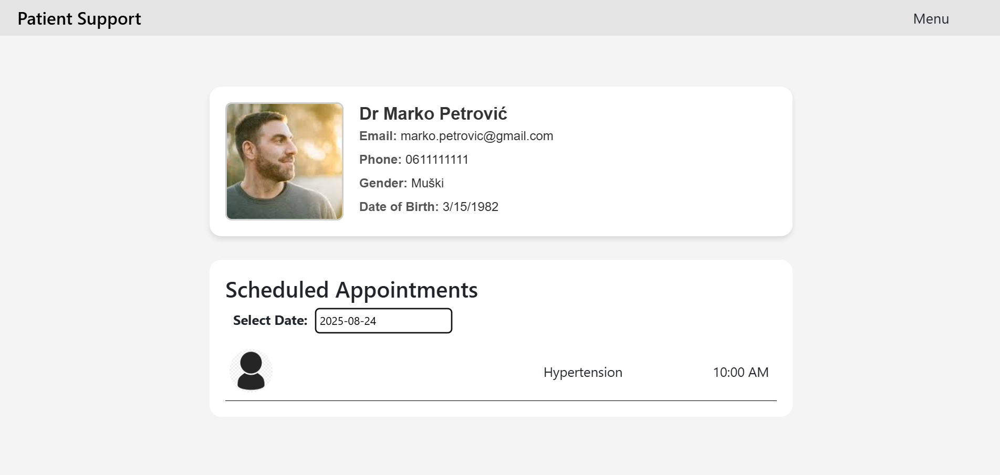 Patient Support
Menu
Dr Marko Petrović
Email: marko.petrovic@gmail.com
Phone: 0611111111
Gender: Muški
Date of Birth: 3/15/1982
Scheduled Appointments
Select Date: 2025-08-24
Hypertension 10:00 AM